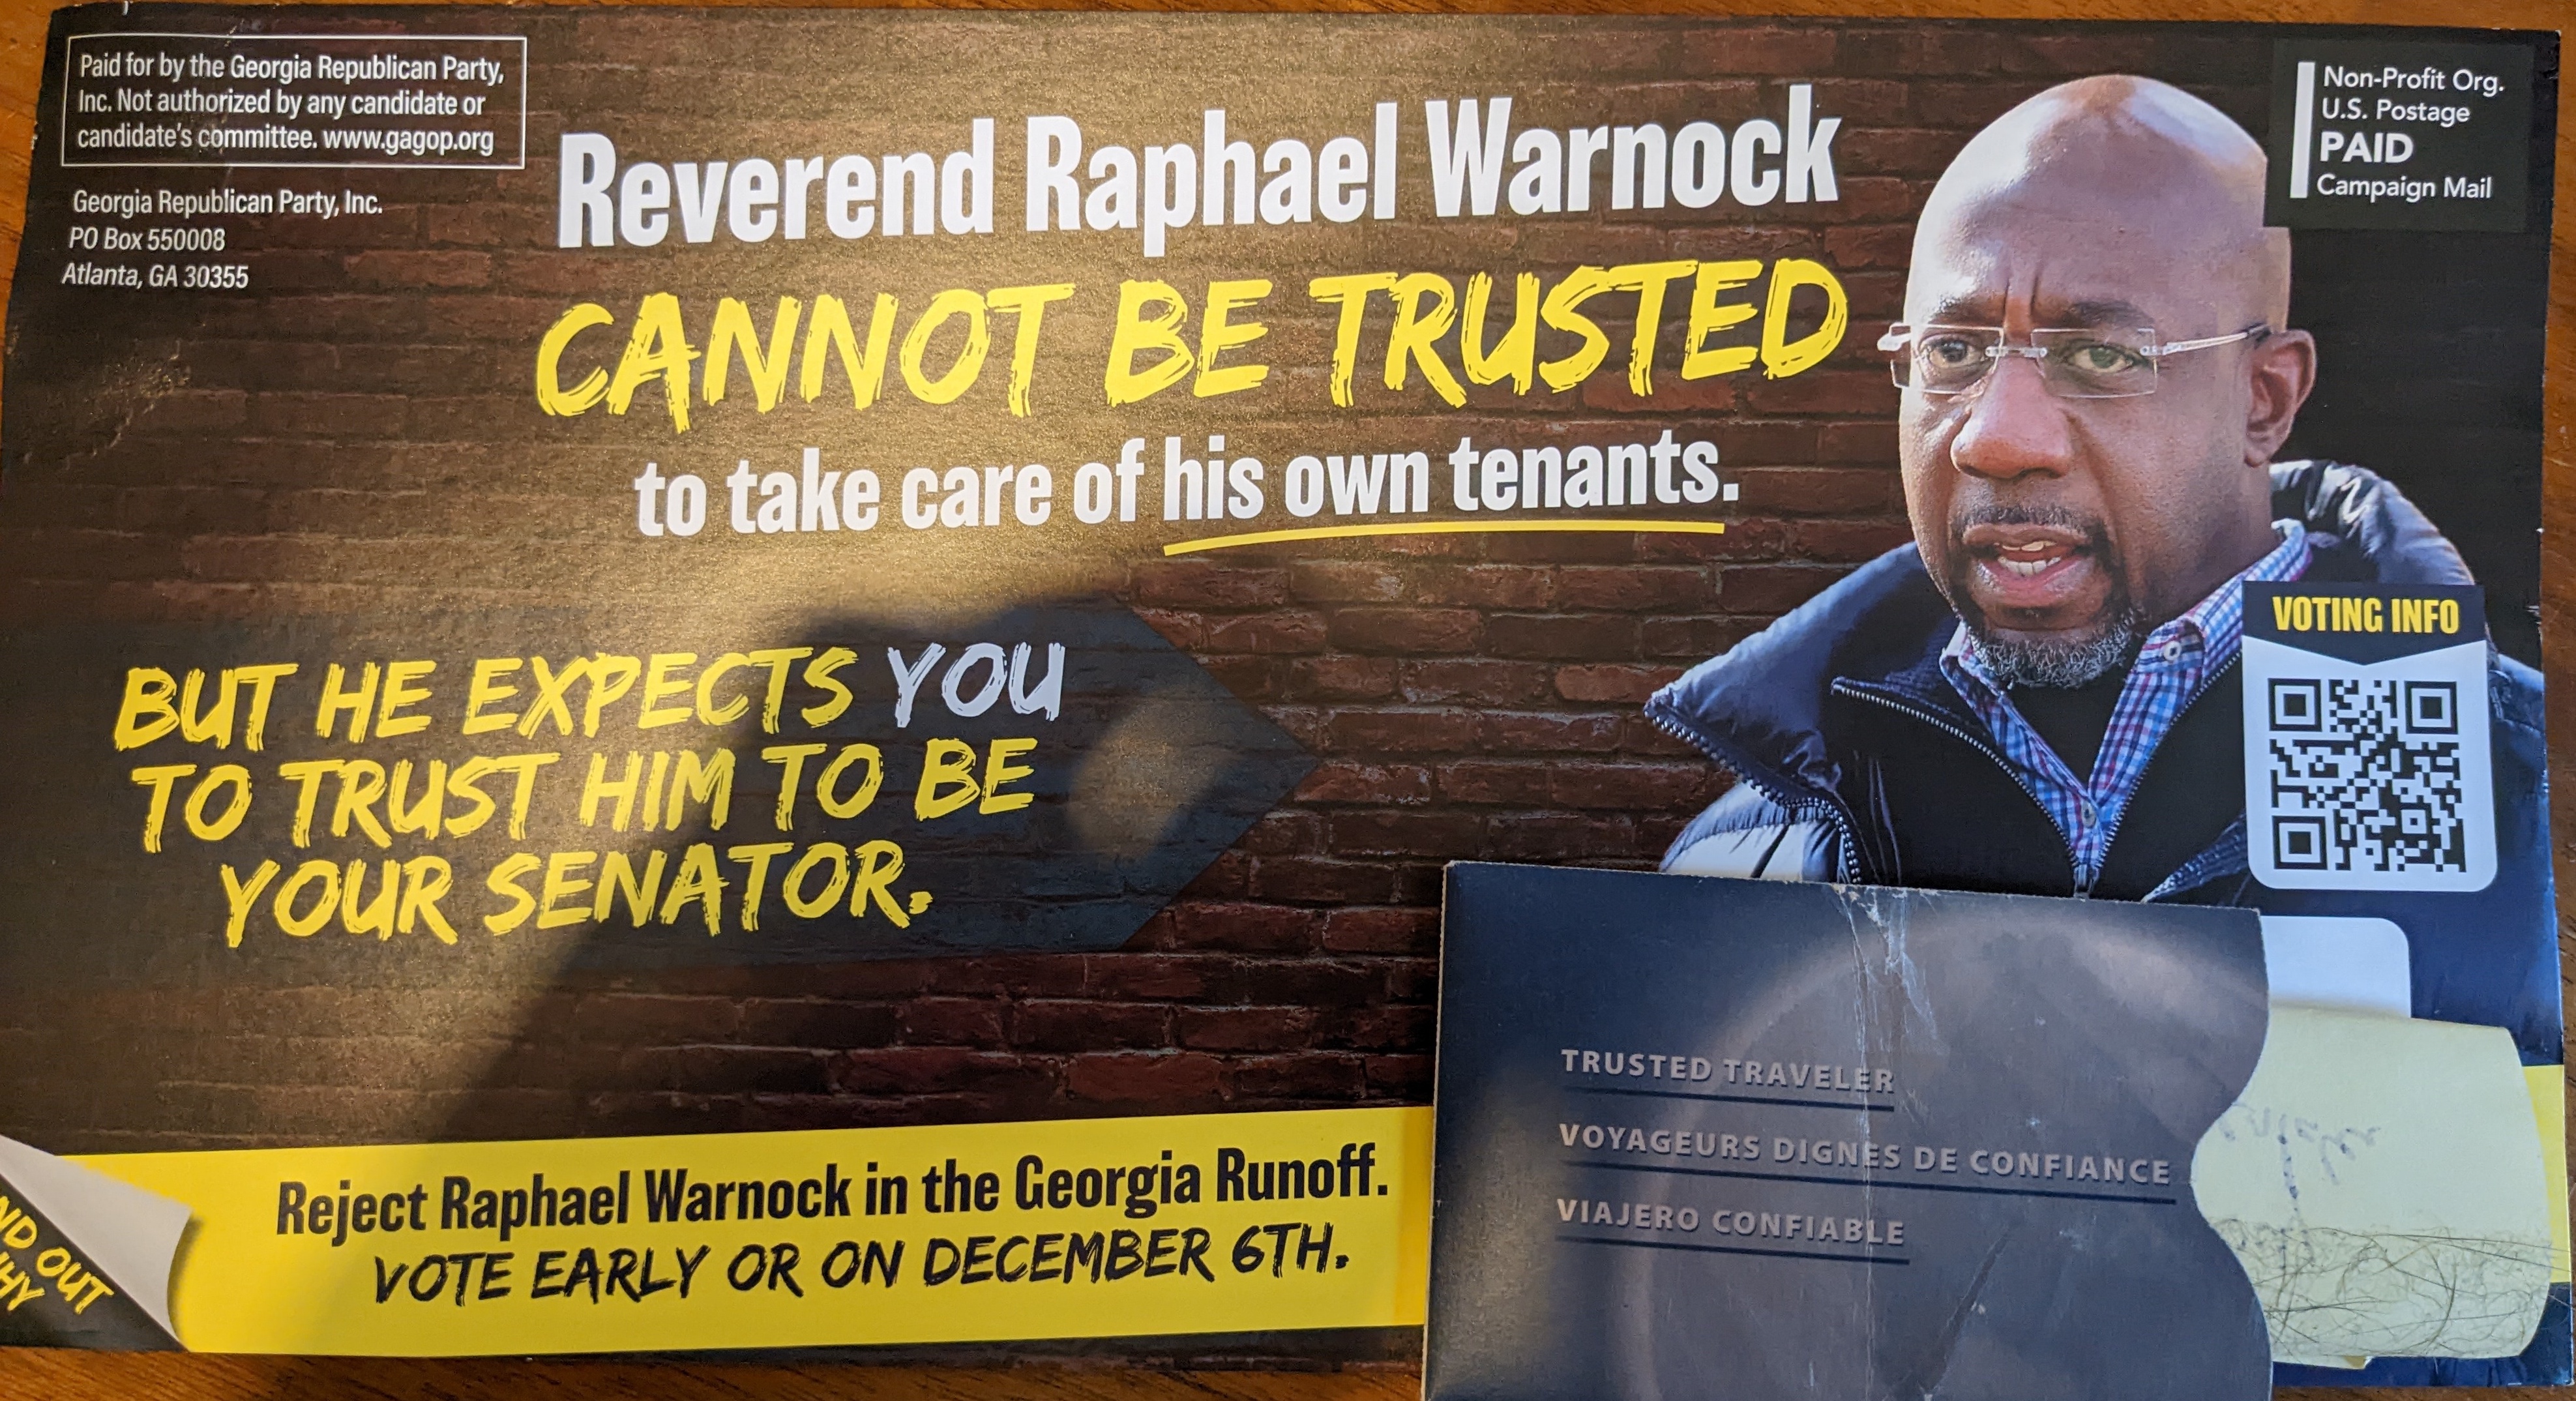 Paid for by the Georgia Republican Party,
Inc. Not authorized by any candidate or
candidate's committee. www.gagop.org
Georgia Republican Party, Inc.
PO Box 550008
Atlanta, GA 30355
Non-Profit Org.
U.S. Postage
PAID
Campaign Mail
Reverend Raphael Warnock
CANNOT BE TRUSTED
to take care of his own tenants.
BUT HE EXPECTS YOU
TO TRUST HIM TO BE
YOUR SENATOR.
VOTING INFO
Reject Raphael Warnock in the Georgia Runoff.
VOTE EARLY OR ON DECEMBER 6TH.
OUT
TRUSTED TRAVELER
VOYAGEURS DIGNES DE CONFIANCE
VIAJERO CONFIABLE